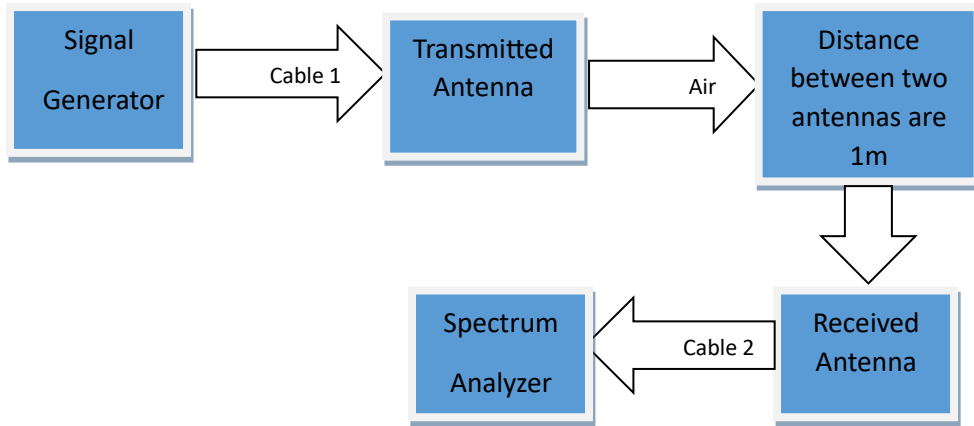 Signal
Generator
Cable 1
Transmitted
Antenna
Air
Distance
between two
antennas are
1m
Received
Antenna
Cable 2
Spectrum
Analyzer